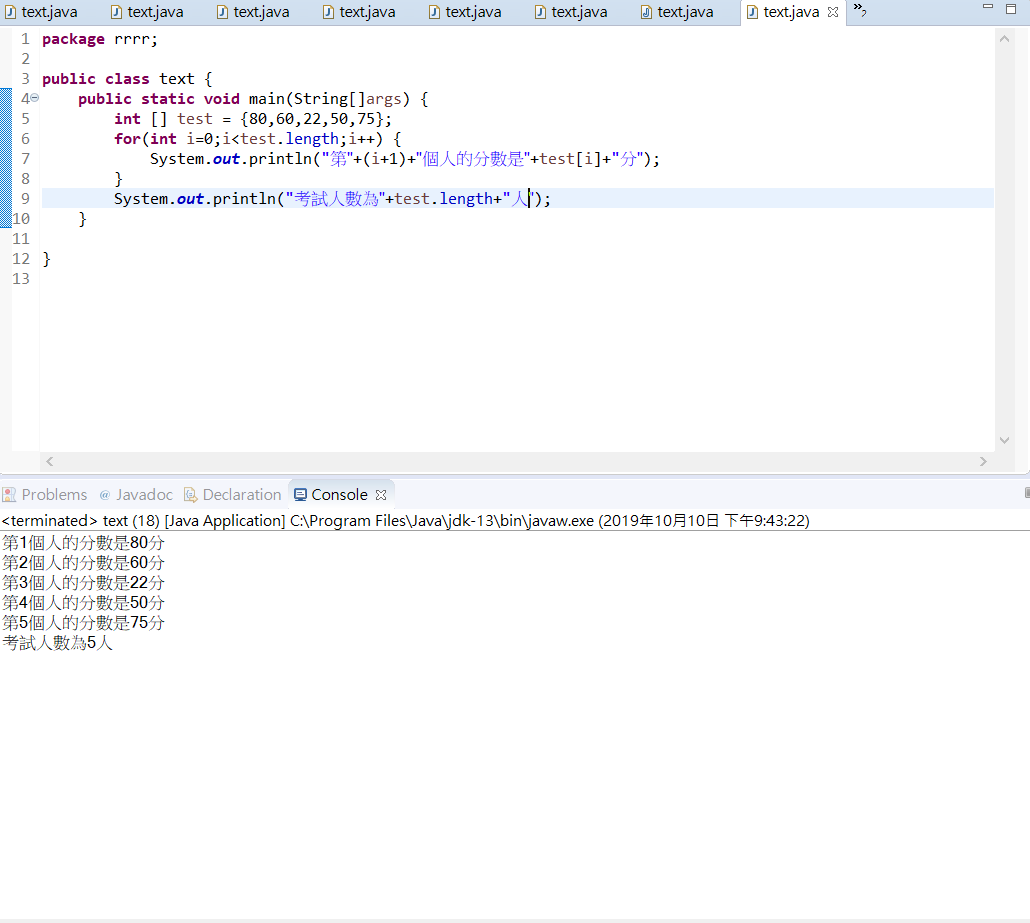 text.java text.java text.java text.java text.java text.java text.java text.java »2
1 package rrrr;
2
3 public class text {
4 public static void main(String[]args) {
5 int [] test = {80,60,22,50,75};
6 for(int i=0;i<test.length;i++) {
7 System.out.println("第"+(i+1)+"個人的分數是"+test[i]+"分");
8 }
9 System.out.println("考試人數為"+test.length+"人");
10 }
11
12 }
13
Problems @ Javadoc Declaration Console
<terminated> text (18) [Java Application] C:\Program Files\Java\jdk-13\bin\javaw.exe (2019年10月10日 下午9:43:22)
第1個人的分數是80分
第2個人的分數是60分
第3個人的分數是22分
第4個人的分數是50分
第5個人的分數是75分
考試人數為5人